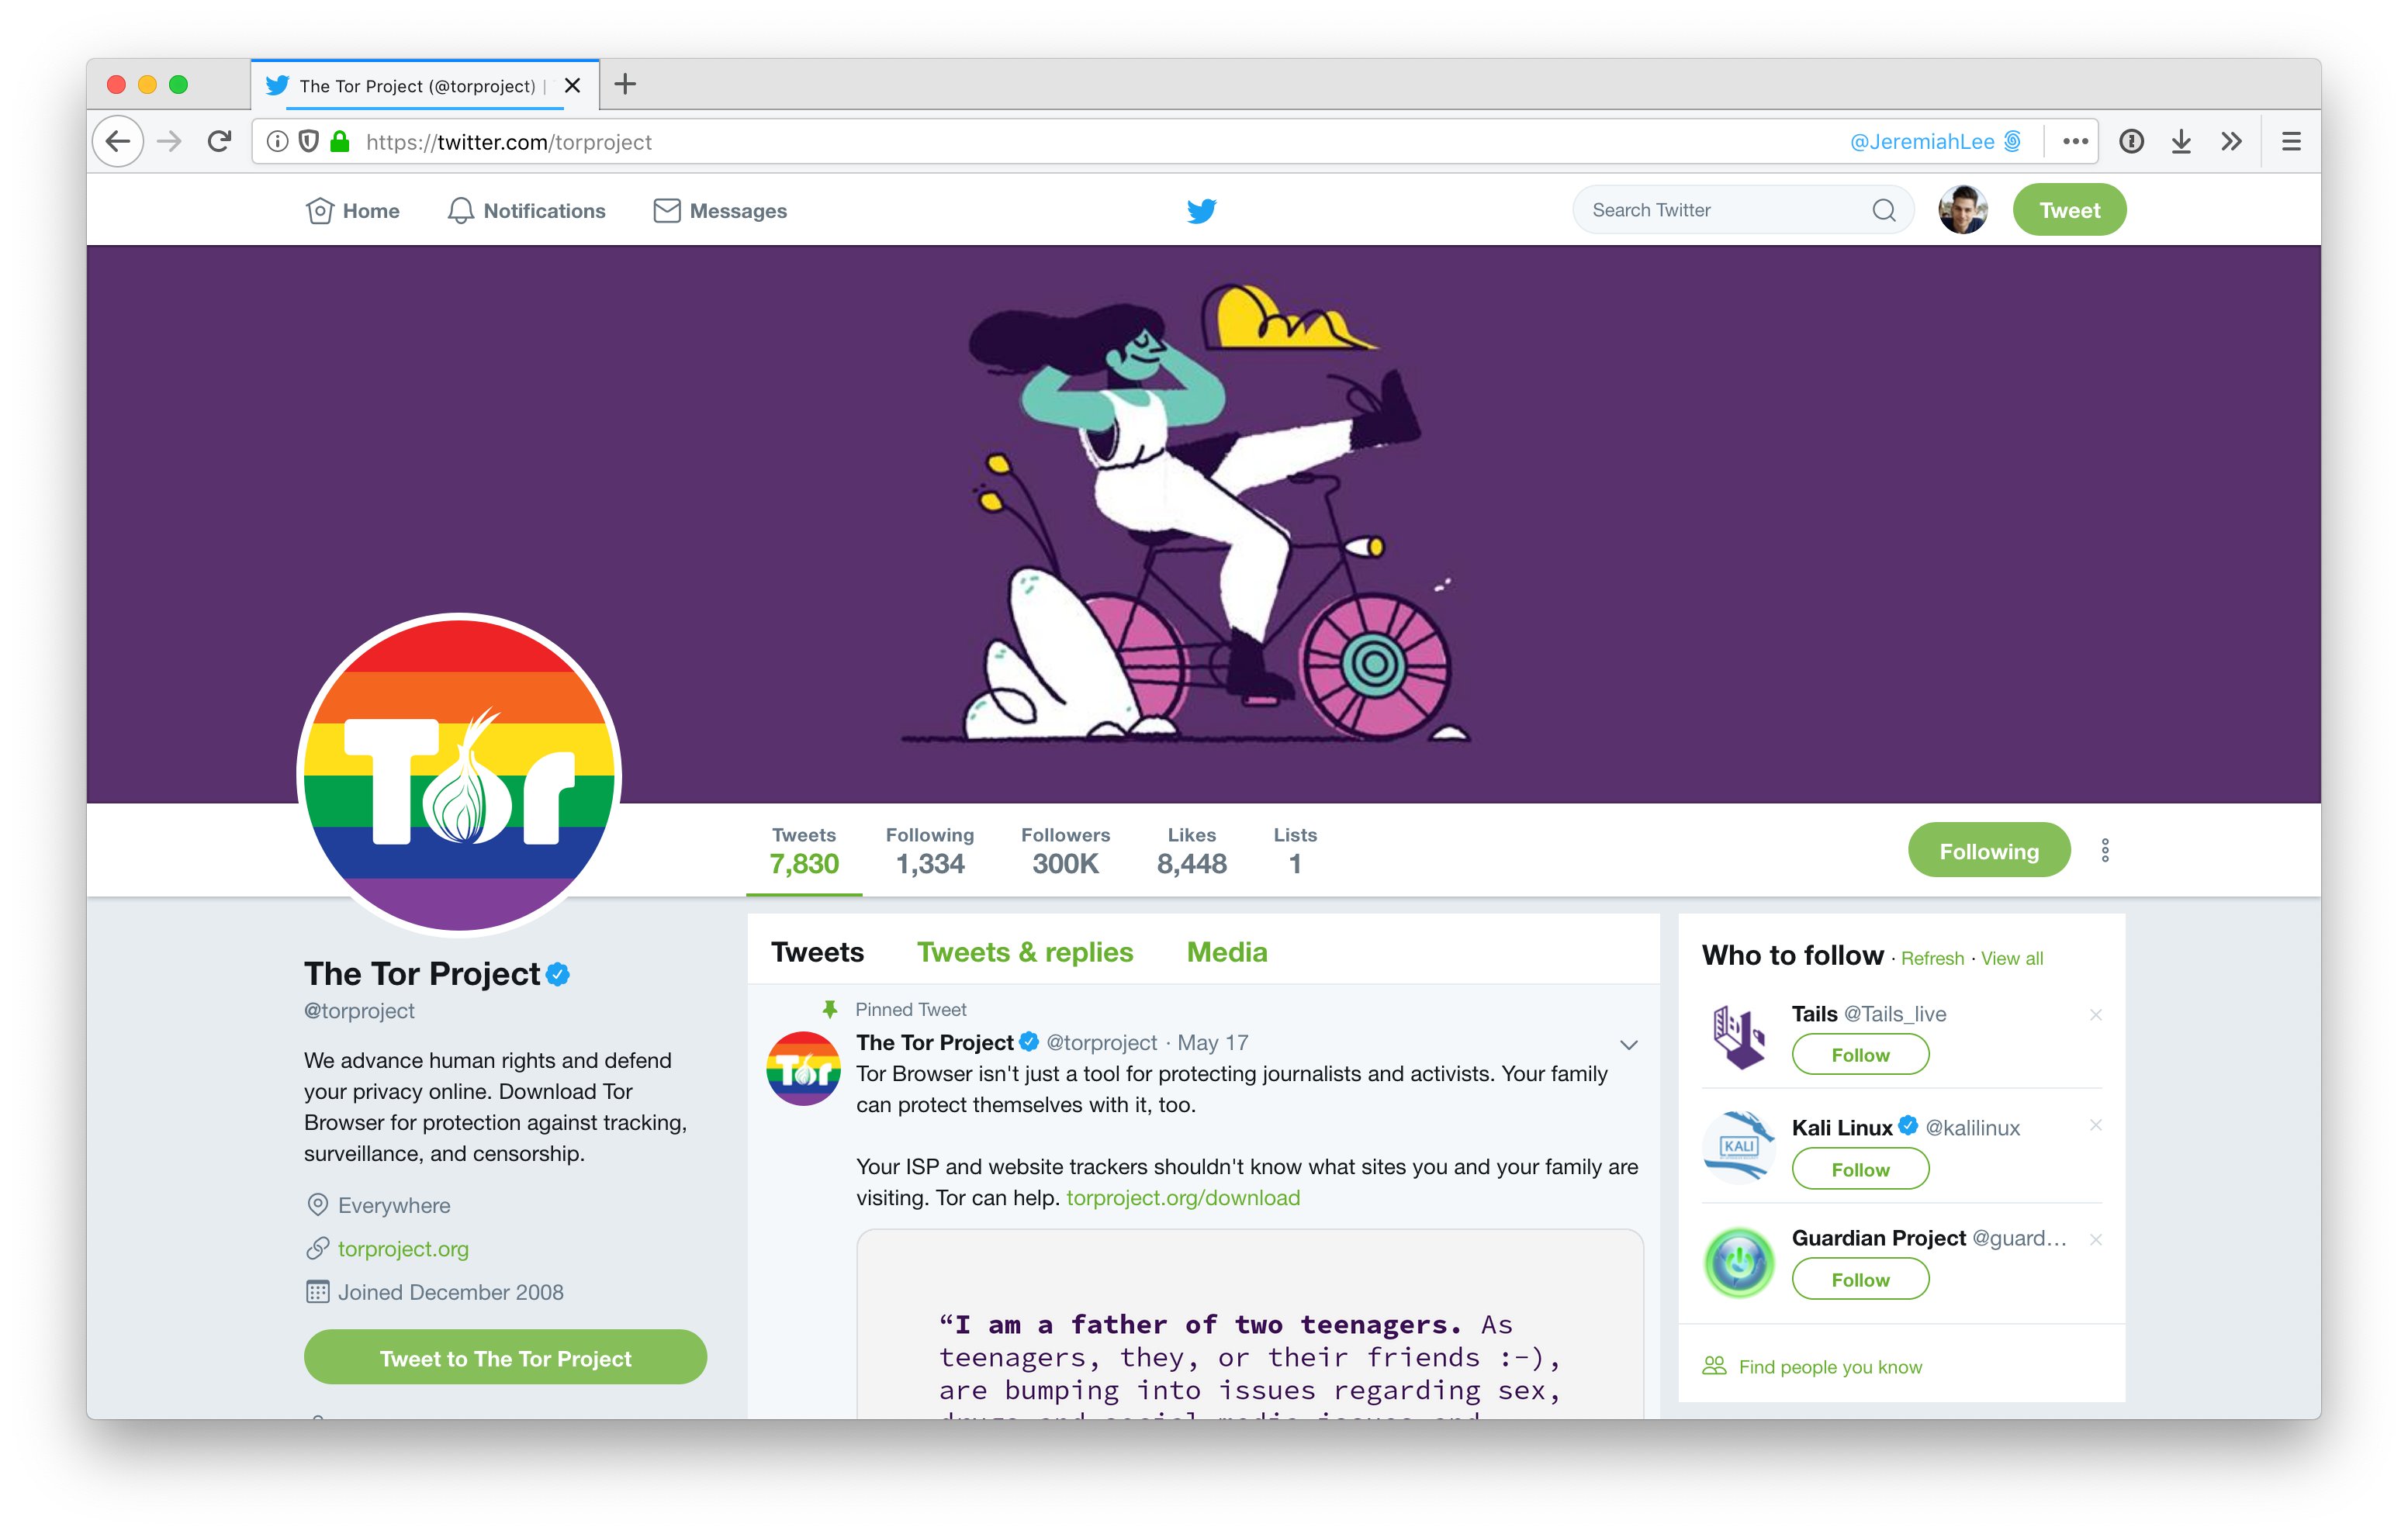 The Tor Project (@torproject) |
https://twitter.com/torproject
@JeremiahLee
Home
Notifications
Messages
Search Twitter
Tweet
Tor
Tweets
7,830
Following
1,334
Followers
300K
Likes
8,448
Lists
1
Following
The Tor Project
@torproject
We advance human rights and defend
your privacy online. Download Tor
Browser for protection against tracking,
surveillance, and censorship.
Everywhere
torproject.org
Joined December 2008
Tweet to The Tor Project
Tweets
Tweets & replies
Media
Pinned Tweet
Tor
The Tor Project @torproject · May 17
Tor Browser isn't just a tool for protecting journalists and activists. Your family
can protect themselves with it, too.
Your ISP and website trackers shouldn't know what sites you and your family are
visiting. Tor can help. torproject.org/download
“I am a father of two teenagers. As
teenagers, they, or their friends :-),
are bumping into issues regarding sex,
Who to follow · Refresh · View all
Tails @Tails_live
Follow
KALI
Kali Linux @kalilinux
Follow
Guardian Project @guard…
Follow
Find people you know